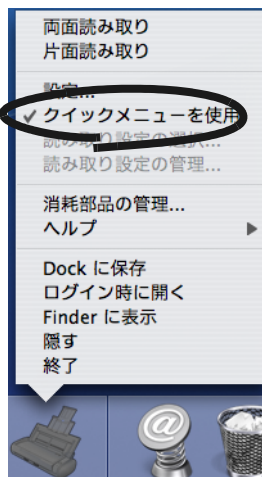 両面読み取り
片面読み取り
設定...
✓ クイックメニューを使用
読み取り設定の選択...
読み取り設定の管理...
消耗部品の管理...
ヘルプ
Dock に保存
ログイン時に開く
Finder に表示
隠す
終了
@